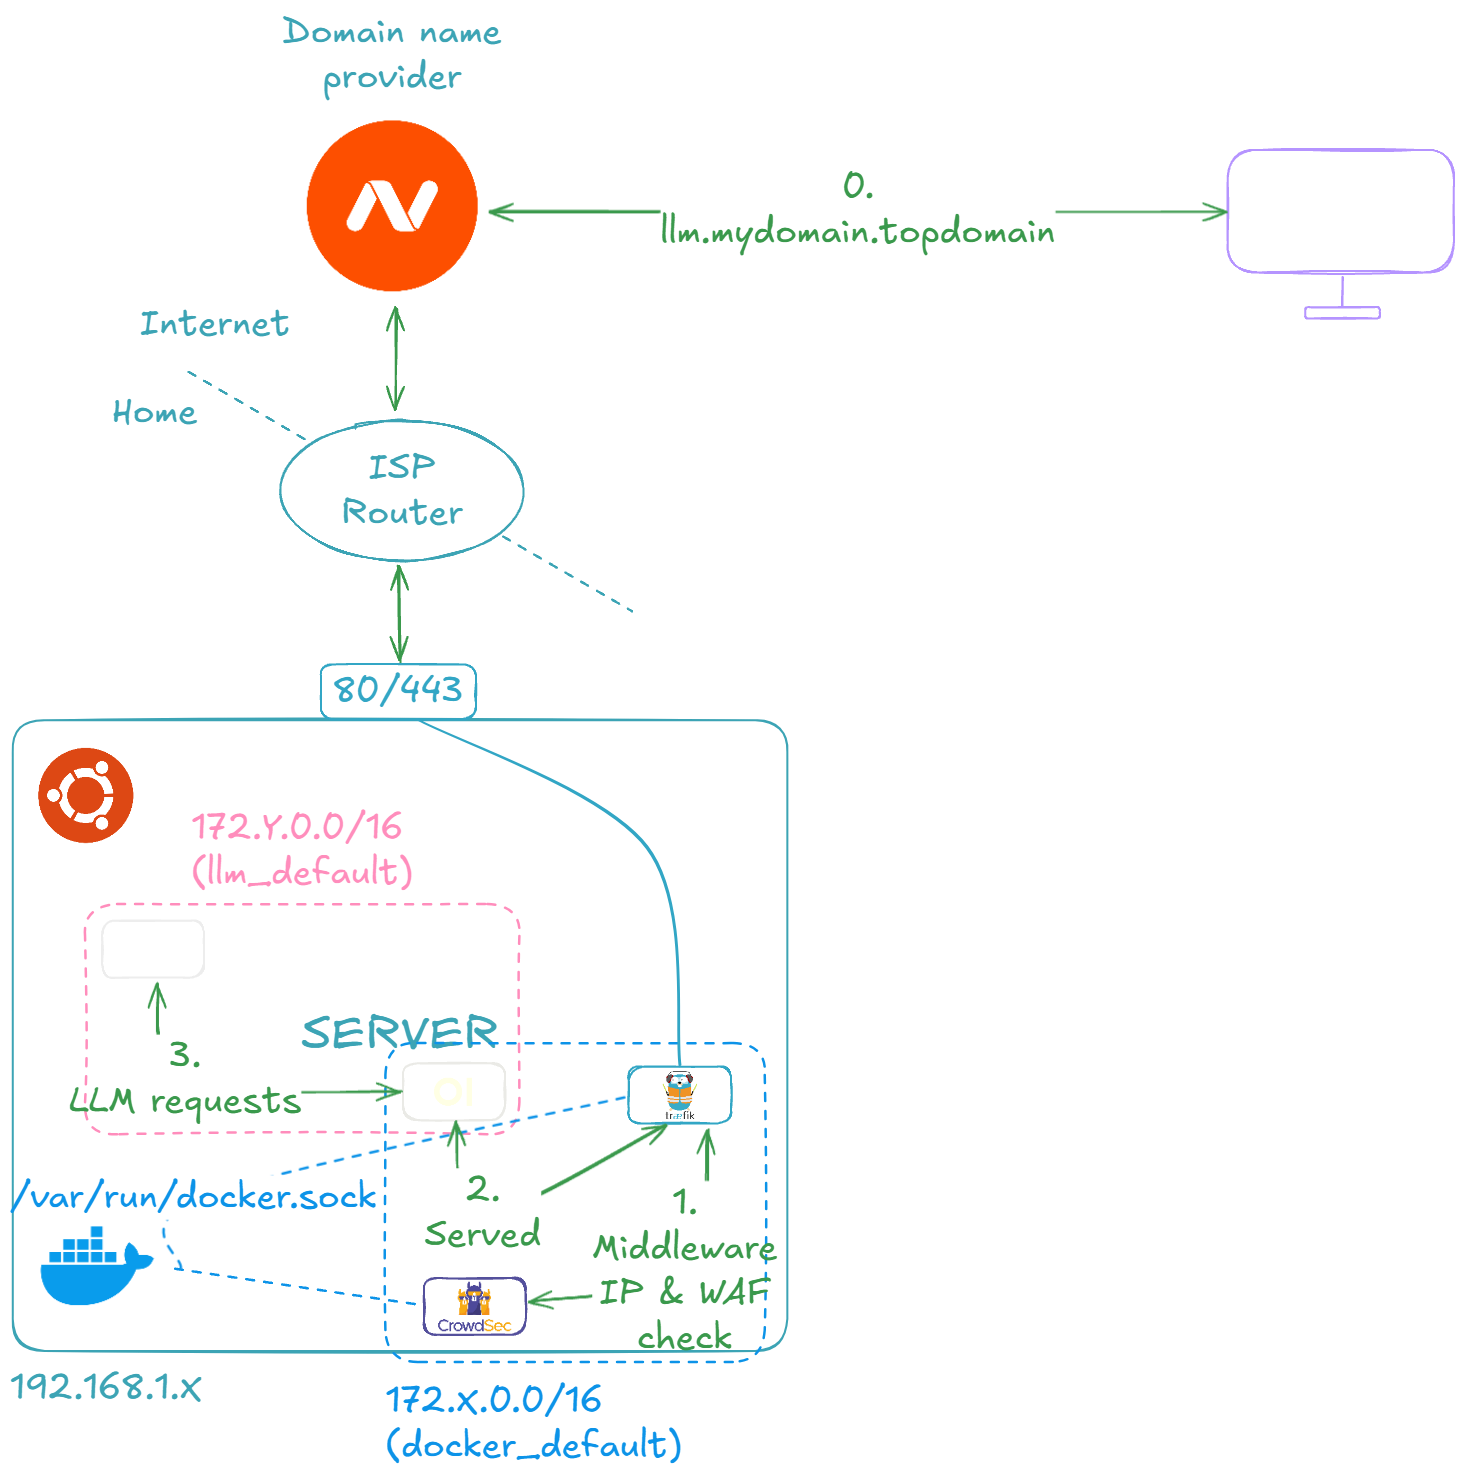 Domain name
provider
0.
llm.mydomain.topdomain
Internet
Home
ISP
Router
80/443
172.Y.0.0/16
(llm_default)
SERVER
3.
LLM requests
OI
træfik
/var/run/docker.sock
2.
Served
1.
Middleware
IP & WAF
check
CrowdSec
192.168.1.x
172.x.0.0/16
(docker_default)